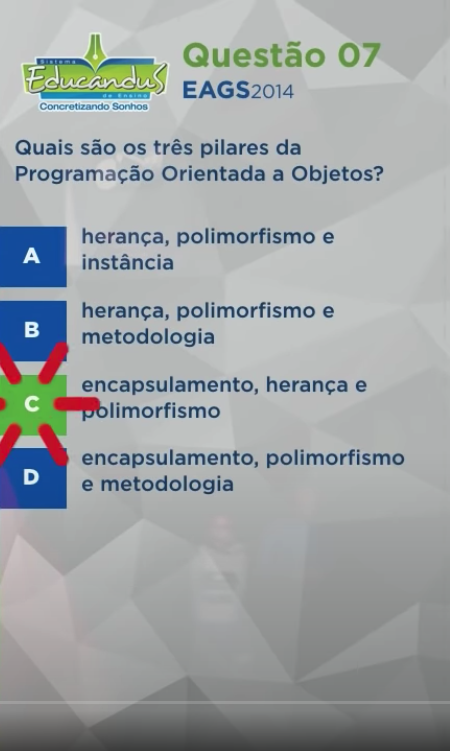 Questão 07
EAGS2014
Sistema
Educandus
de Ensino
Concretizando Sonhos
Quais são os três pilares da
Programação Orientada a Objetos?
A
herança, polimorfismo e
instância
B
herança, polimorfismo e
metodologia
C
encapsulamento, herança e
polimorfismo
D
encapsulamento, polimorfismo
e metodologia